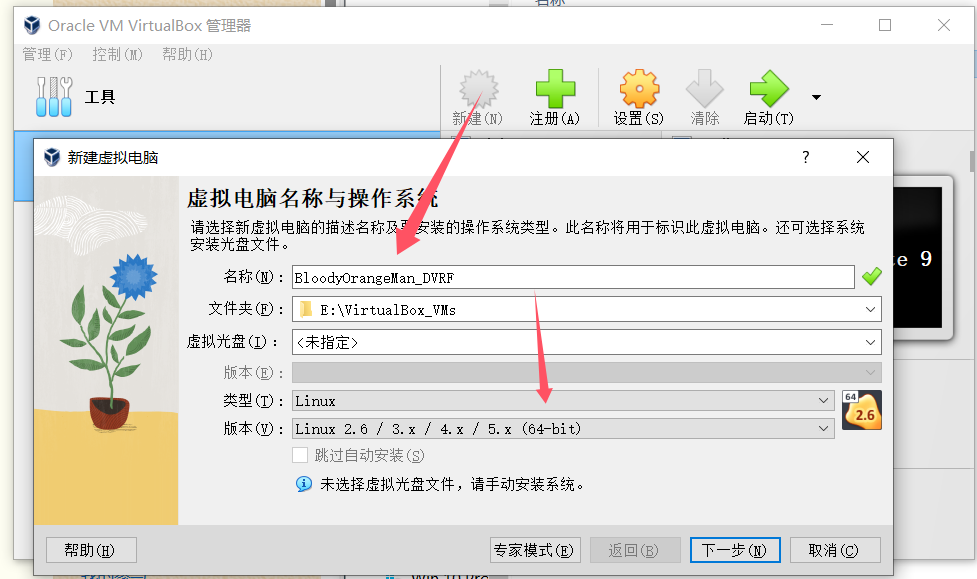 名称
Oracle VM VirtualBox 管理器
管理(F) 控制(M) 帮助(H)
工具
新建(N) 注册(A) 设置(S) 清除 启动(T)
新建虚拟电脑
?
虚拟电脑名称与操作系统
请选择新虚拟电脑的描述名称及要安装的操作系统类型。此名称将用于标识此虚拟电脑。还可选择系统
安装光盘文件。
te 9
名称(N): BloodyOrangeMan_DVRF
文件夹(F): E:\VirtualBox_VMs
虚拟光盘(I): <未指定>
版本(E):
类型(T): Linux
版本(V): Linux 2.6 / 3.x / 4.x / 5.x (64-bit)
64
2.6
跳过自动安装(S)
未选择虚拟光盘文件，请手动安装系统。
帮助(H) 专家模式(E) 返回(B) 下一步(N) 取消(C)
Win 10 Pro